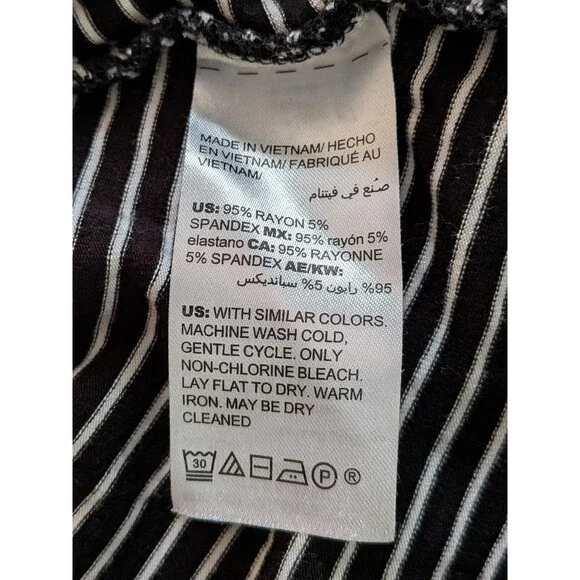 MADE IN VIETNAM/ HECHO
EN VIETNAM/ FABRIQUÉ AU
VIETNAM/
صُنع في فيتنام
US: 95% RAYON 5%
SPANDEX MX: 95% rayón 5%
elastano CA: 95% RAYONNE
5% SPANDEX AE/KW:
95% رايون 5% سبانديكس
US: WITH SIMILAR COLORS.
MACHINE WASH COLD,
GENTLE CYCLE. ONLY
NON-CHLORINE BLEACH.
LAY FLAT TO DRY. WARM
IRON. MAY BE DRY
CLEANED
30 P ®